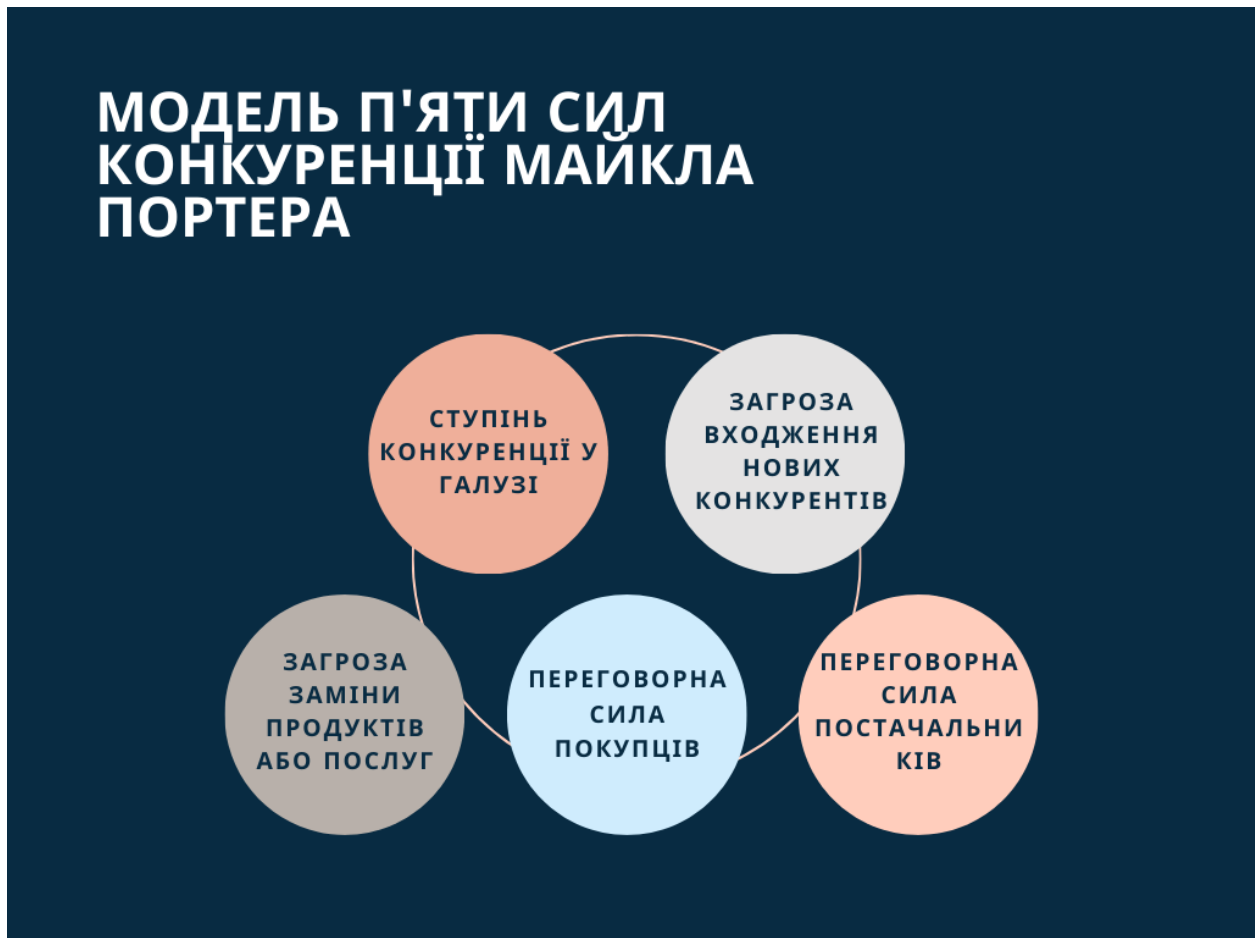 МОДЕЛЬ П'ЯТИ СИЛ
КОНКУРЕНЦІЇ МАЙКЛА
ПОРТЕРА
СТУПІНЬ
КОНКУРЕНЦІЇ У
ГАЛУЗІ
ЗАГРОЗА
ВХОДЖЕННЯ
НОВИХ
КОНКУРЕНТІВ
ЗАГРОЗА
ЗАМІНИ
ПРОДУКТІВ
АБО ПОСЛУГ
ПЕРЕГОВОРНА
СИЛА
ПОКУПЦІВ
ПЕРЕГОВОРНА
СИЛА
ПОСТАЧАЛЬНИ
КІВ